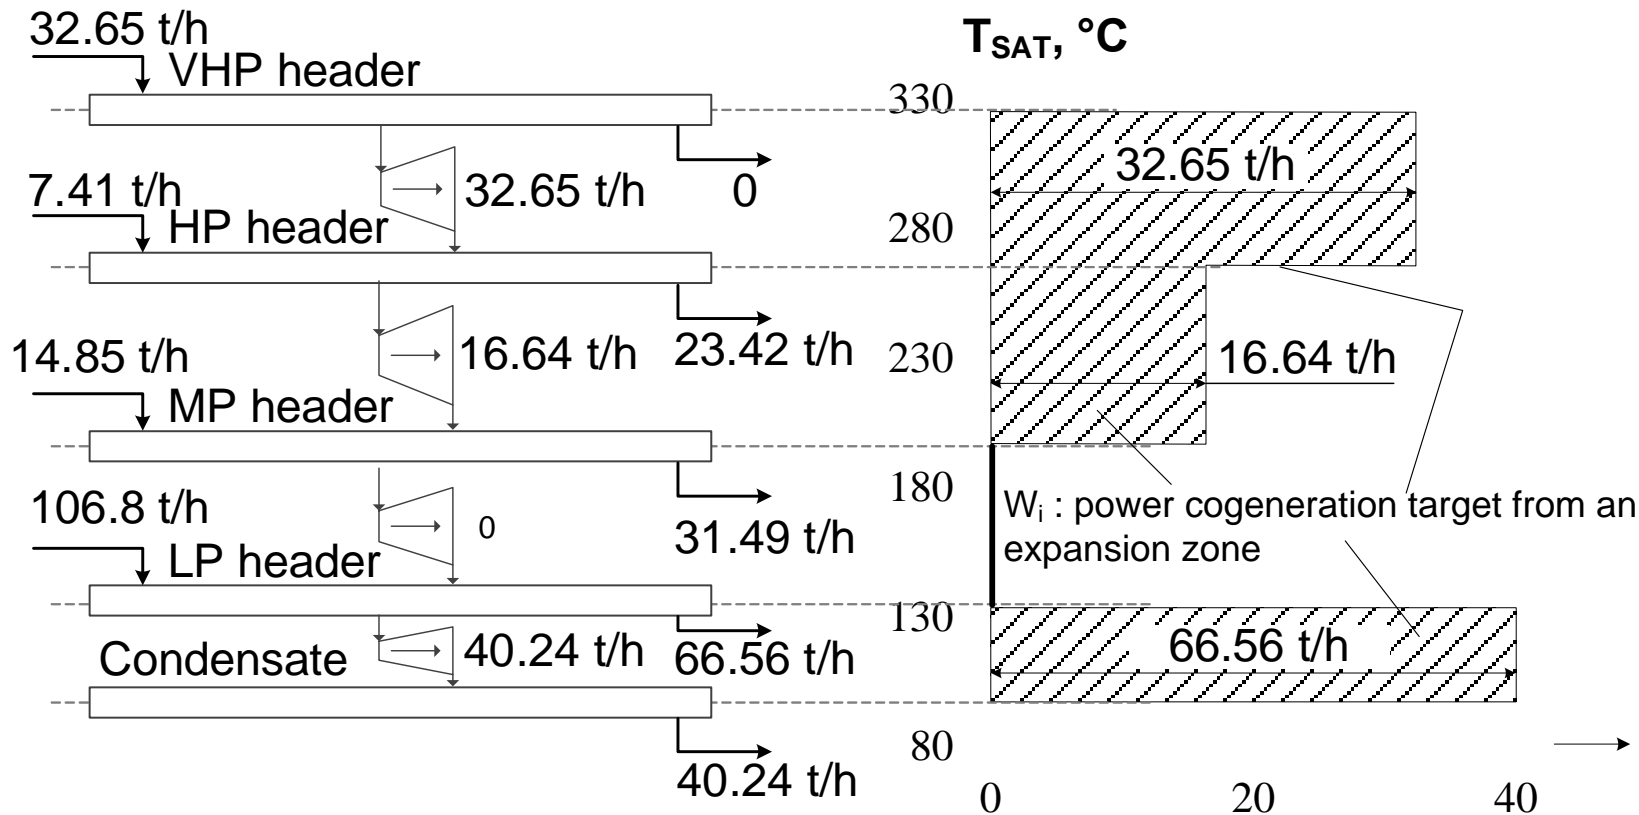 32.65 t/h
VHP header
32.65 t/h
0
7.41 t/h
HP header
16.64 t/h
23.42 t/h
14.85 t/h
MP header
0
31.49 t/h
106.8 t/h
LP header
40.24 t/h
66.56 t/h
Condensate
40.24 t/h
T_SAT, °C
330
32.65 t/h
280
230
16.64 t/h
180
W_i : power cogeneration target from an
expansion zone
130
66.56 t/h
80
0
20
40